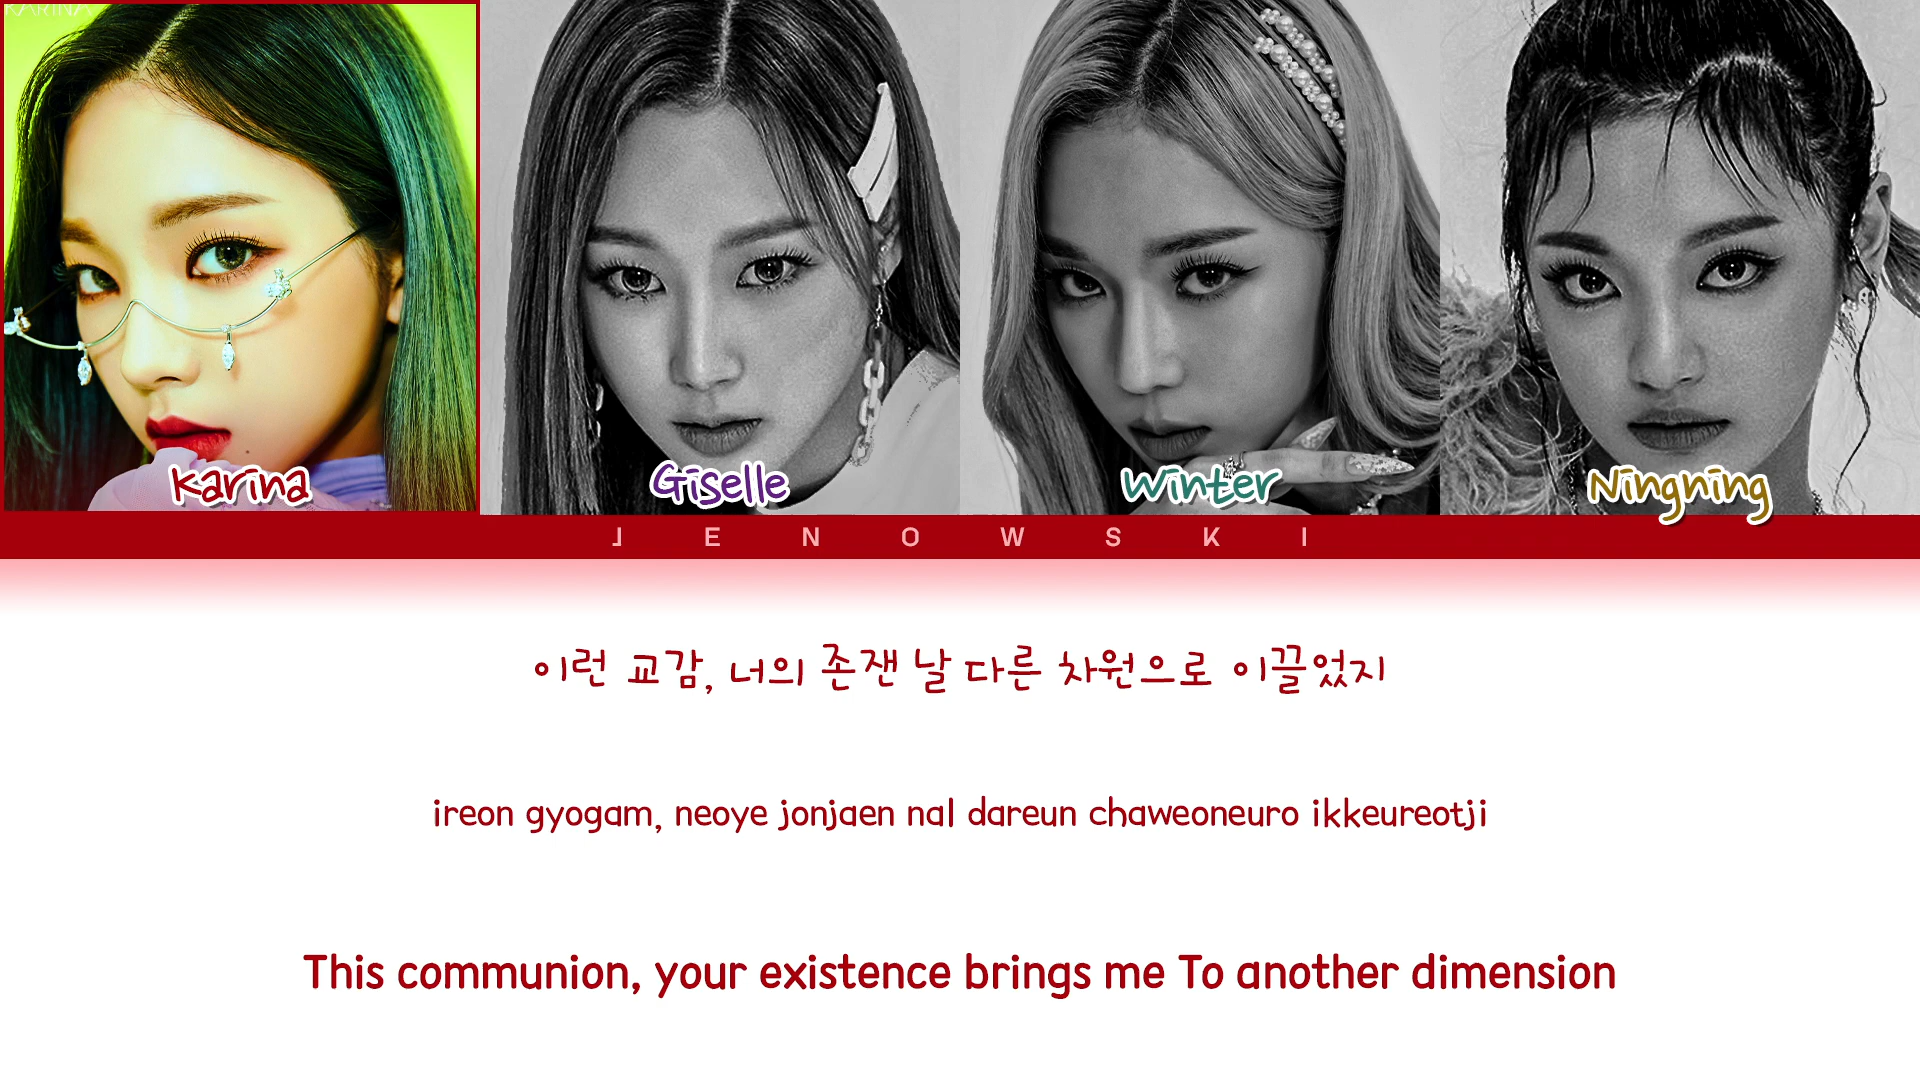 KARINA
Karina
Giselle
Winter
Ningning
JENOWSKI
이런 교감, 너의 존잰 날 다른 차원으로 이끌었지
ireon gyogam, neoye jonjaen nal dareun chaweoneuro ikkeureotji
This communion, your existence brings me To another dimension